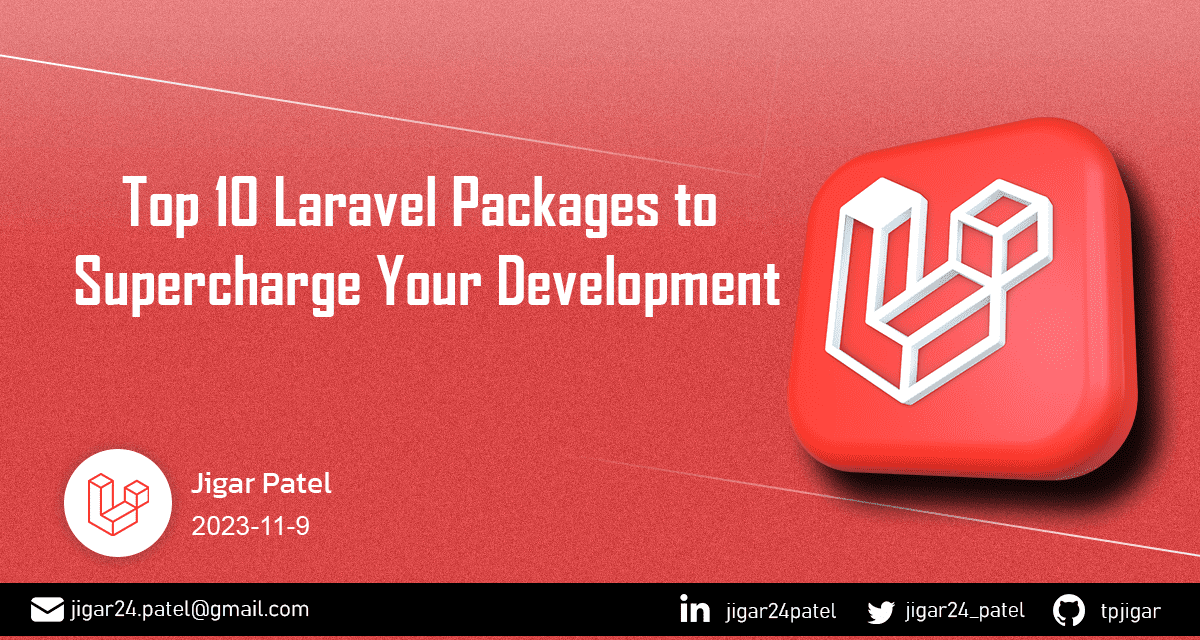 Top 10 Laravel Packages to
Supercharge Your Development
Jigar Patel
2023-11-9
jigar24.patel@gmail.com
in jigar24patel
jigar24_patel
tpjigar